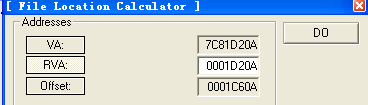 [ File Location Calculator ]
Addresses
VA: 7C81D20A
DO
RVA: 0001D20A
Offset: 0001C60A